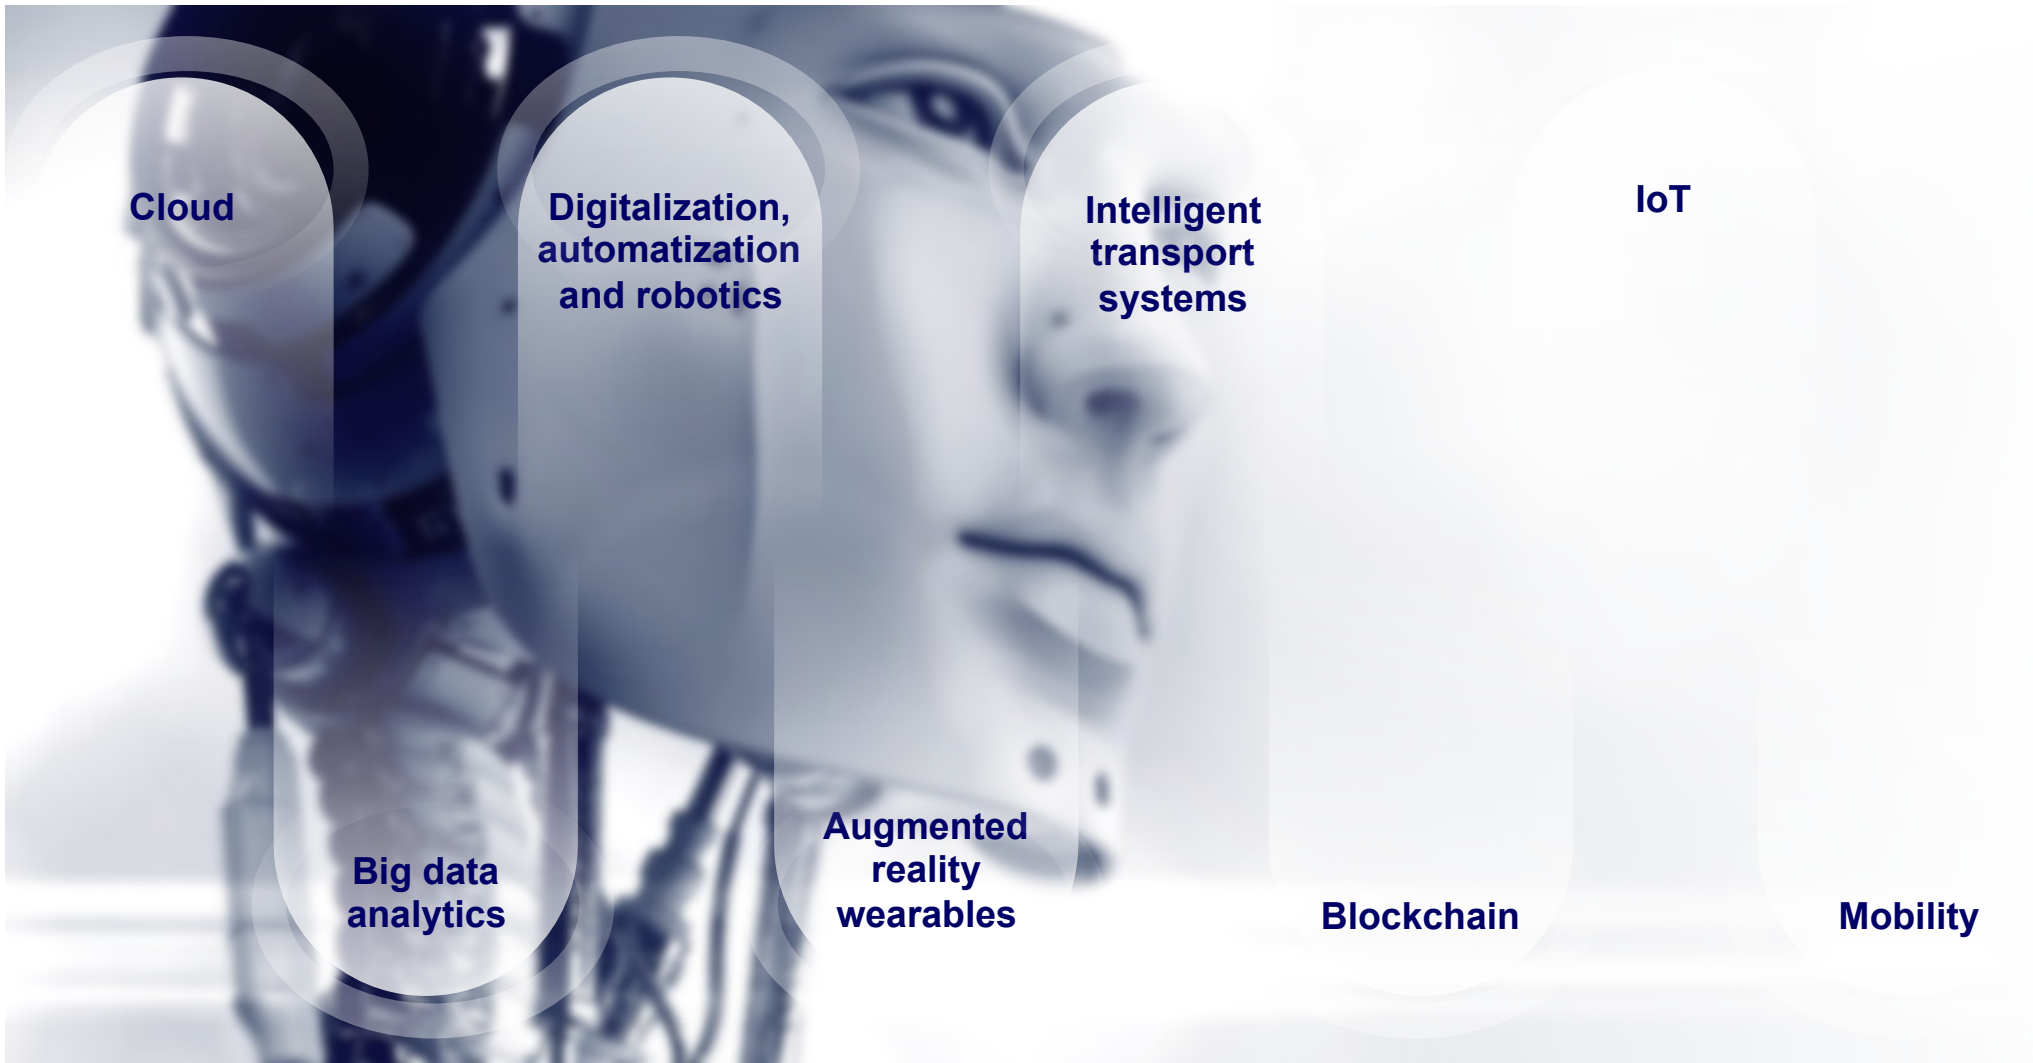 Cloud
Digitalization,
automatization
and robotics
Intelligent
transport
systems
IoT
Big data
analytics
Augmented
reality
wearables
Blockchain
Mobility